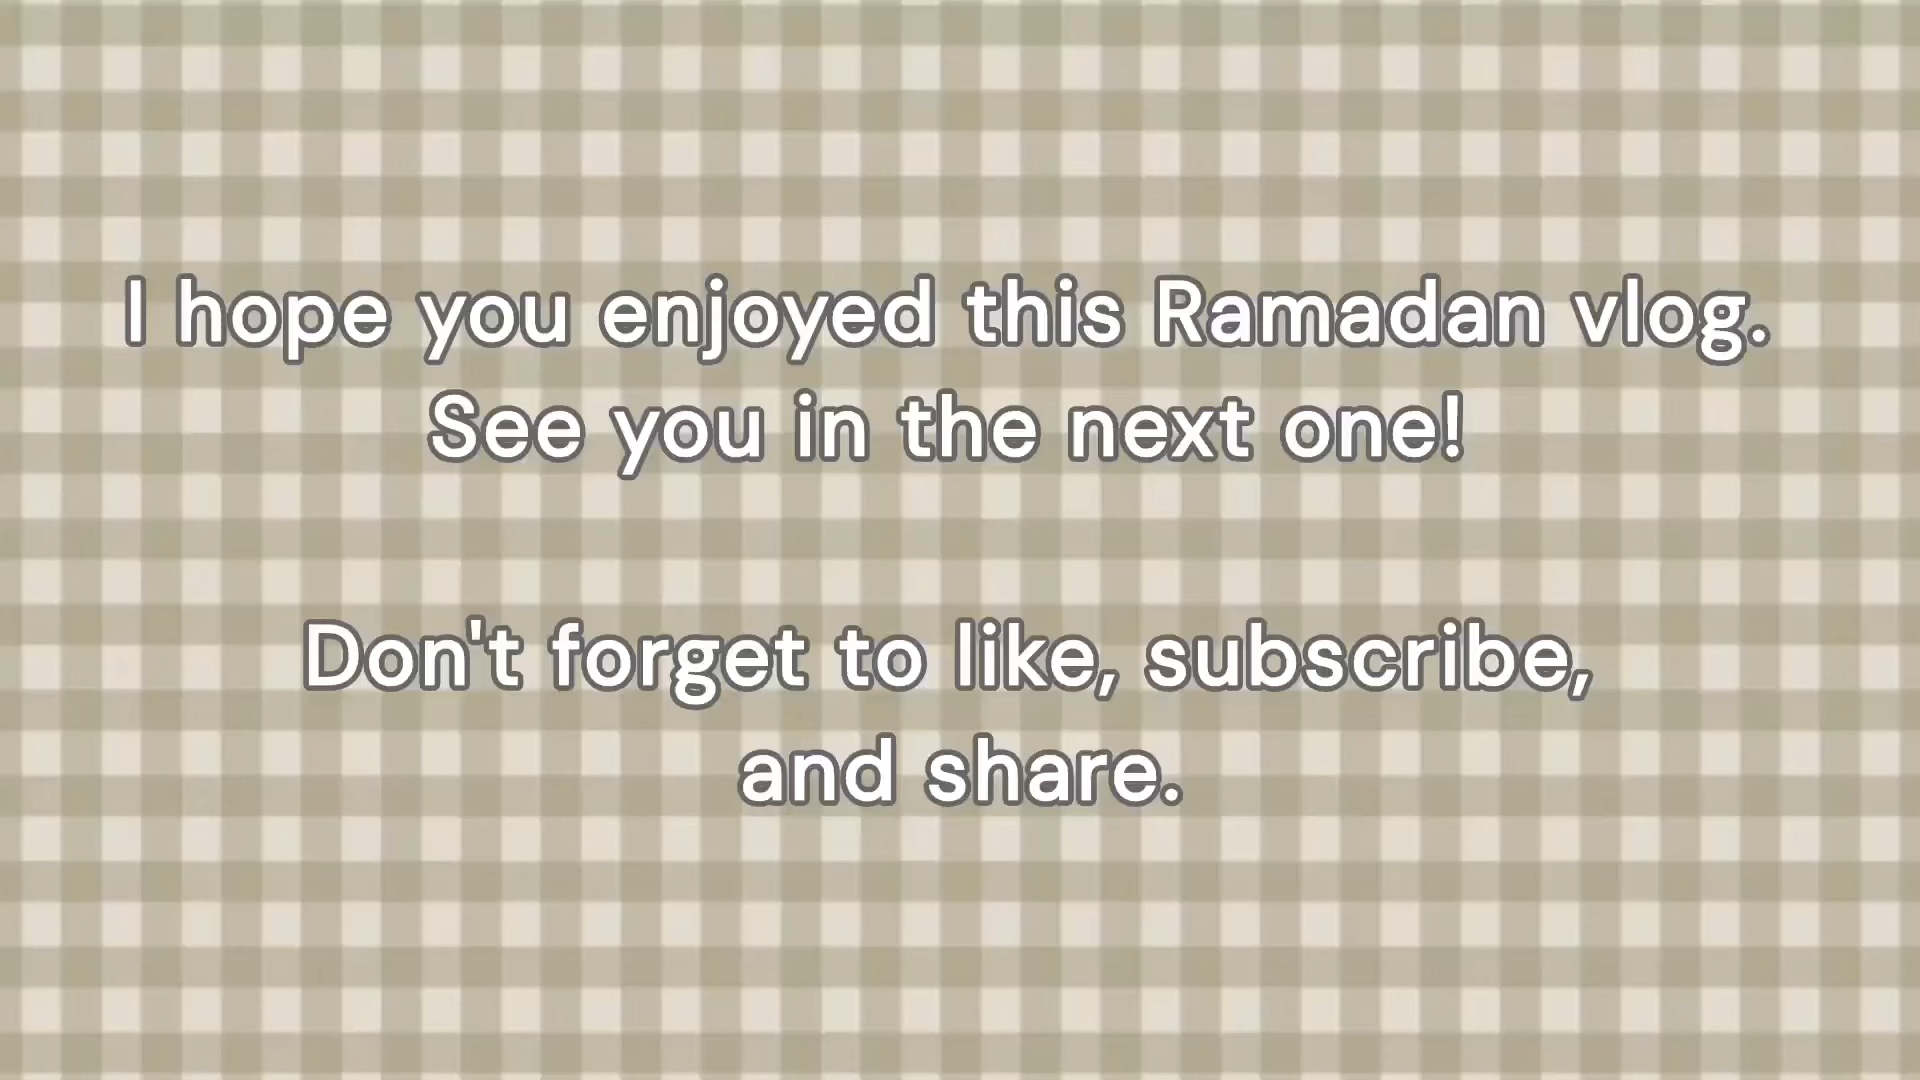 I hope you enjoyed this Ramadan vlog.
See you in the next one!
Don't forget to like, subscribe,
and share.